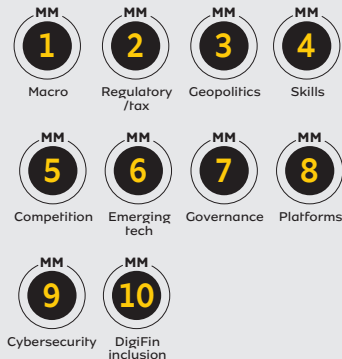 MM MM MM MM
1 2 3 4
Macro Regulatory Geopolitics Skills
/tax
MM MM MM MM
5 6 7 8
Competition Emerging Governance Platforms
tech
MM MM
9 10
Cybersecurity DigiFin
inclusion